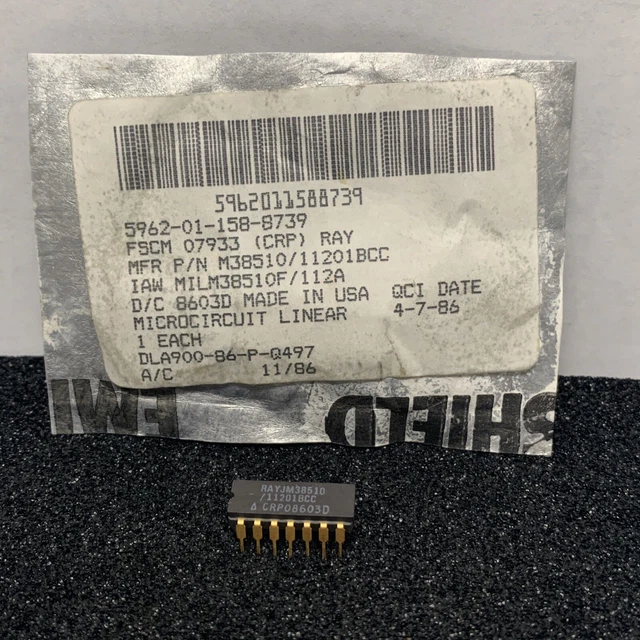 5962011588739
5962-01-158-8739
FSCM 07933 (CRP) RAY
MFR P/N M38510/11201BCC
IAW MILM38510F/112A
D/C 8603D MADE IN USA QCI DATE
MICROCIRCUIT LINEAR 4-7-86
1 EACH
DLA900-86-P-Q497
A/C 11/86
EMI
SHIELD
RAYJM38510
/11201BCC
Δ CRP08603D